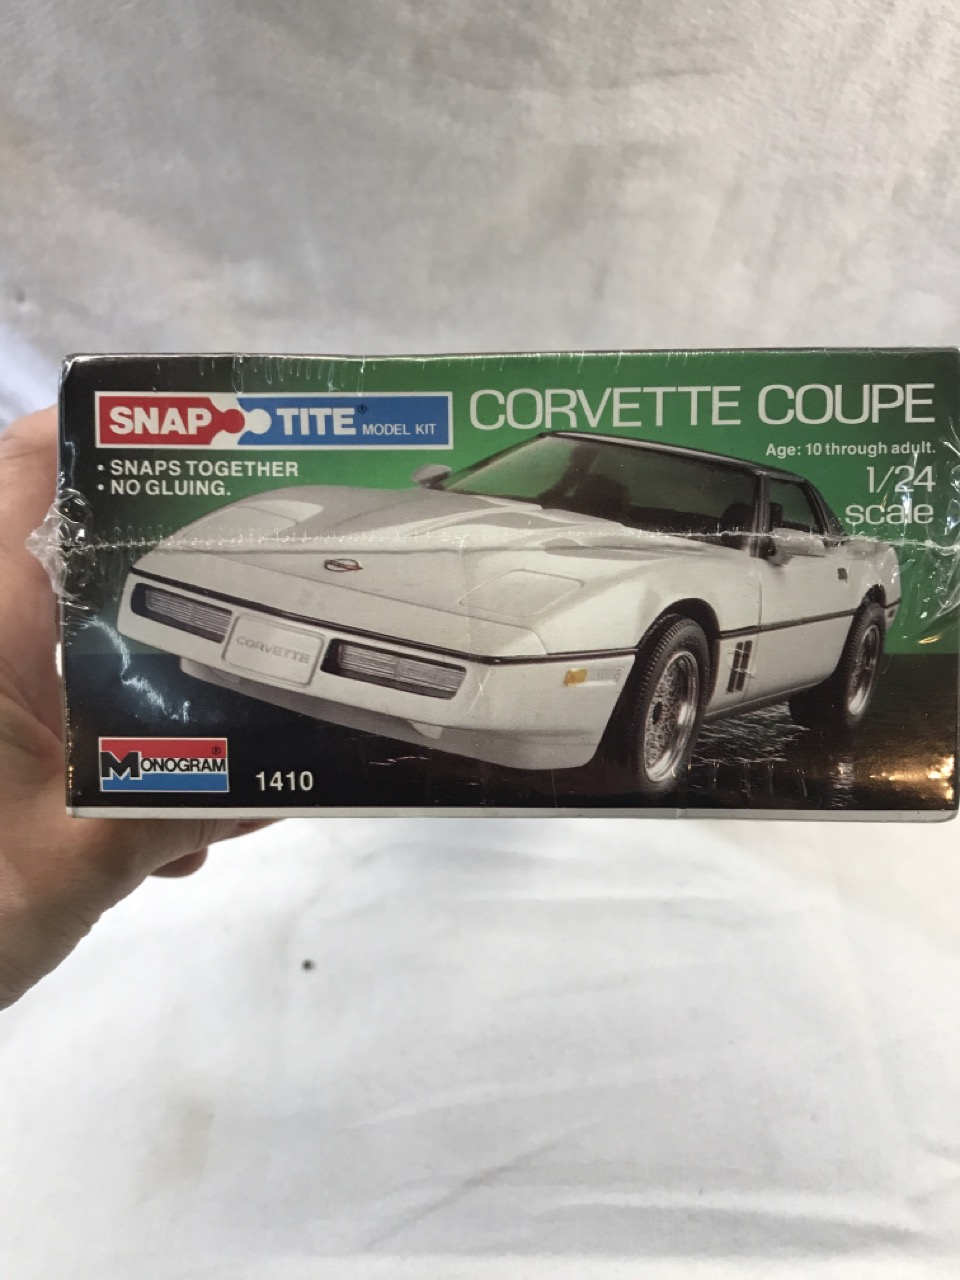 SNAP TITE® MODEL KIT
CORVETTE COUPE
• SNAPS TOGETHER
• NO GLUING.
Age: 10 through adult.
1/24
scale
CORVETTE
MONOGRAM®
1410